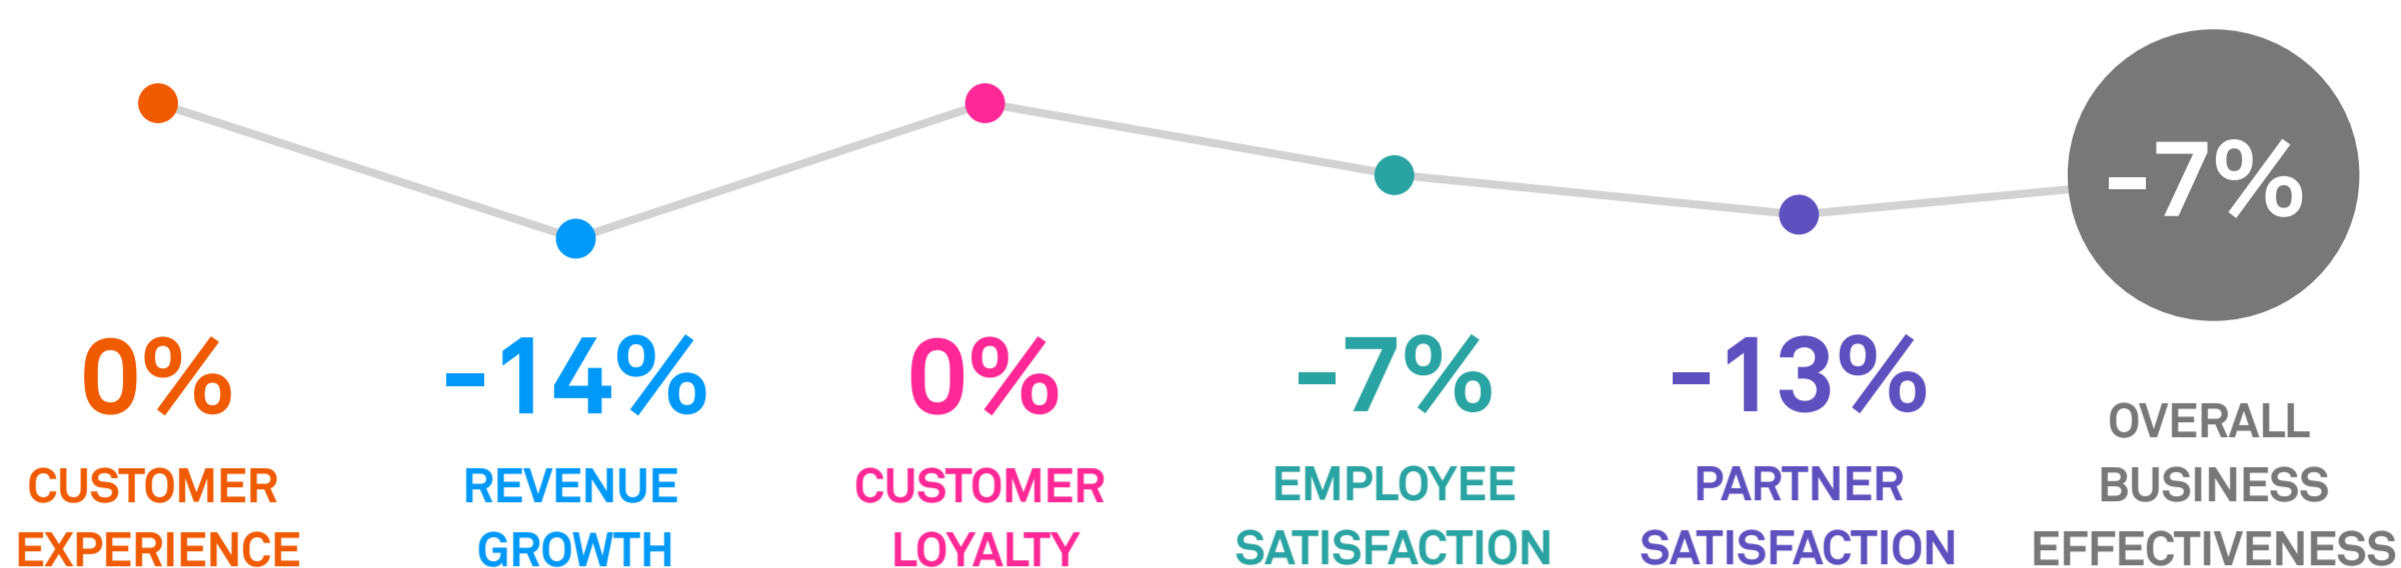 0%
CUSTOMER
EXPERIENCE
-14%
REVENUE
GROWTH
0%
CUSTOMER
LOYALTY
-7%
EMPLOYEE
SATISFACTION
-13%
PARTNER
SATISFACTION
-7%
OVERALL
BUSINESS
EFFECTIVENESS